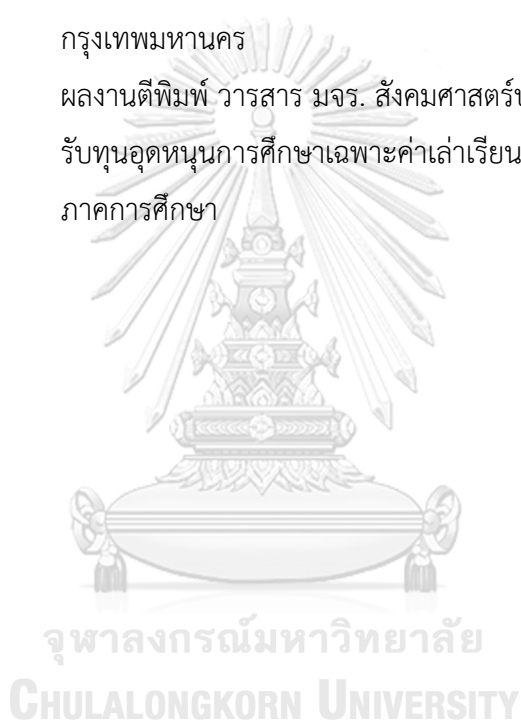 กรุงเทพมหานคร
ผลงานตีพิมพ์ วารสาร มจร. สังคมศาสตร์
รับทุนอุดหนุนการศึกษาเฉพาะค่าเล่าเรียน
ภาคการศึกษา
จุฬาลงกรณ์มหาวิทยาลัย
CHULALONGKORN UNIVERSITY